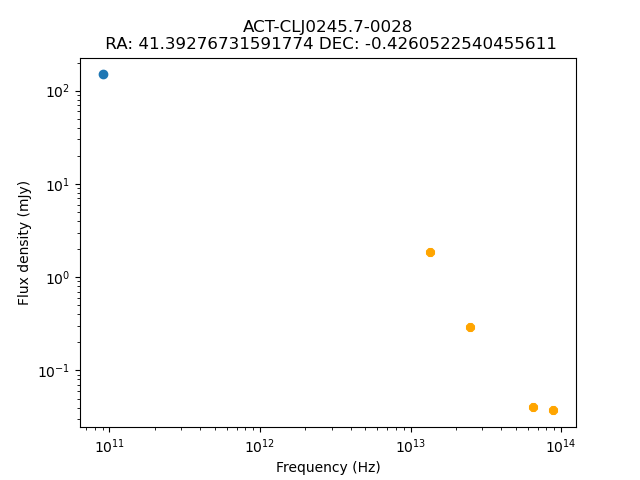 ACT-CLJ0245.7-0028
RA: 41.39276731591774 DEC: -0.4260522540455611
Flux density (mJy)
10²
10¹
10⁰
10⁻¹
10¹¹ 10¹² 10¹³ 10¹⁴
Frequency (Hz)